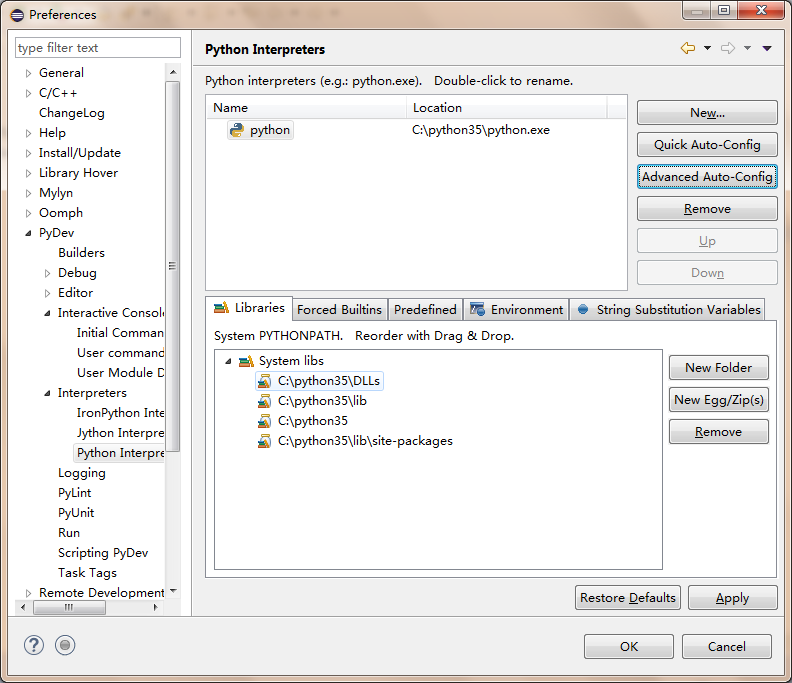 Preferences
type filter text
General
C/C++
ChangeLog
Help
Install/Update
Library Hover
Mylyn
Oomph
PyDev
Builders
Debug
Editor
Interactive Consol
Initial Comman
User command
User Module D
Interpreters
IronPython Inte
Jython Interpre
Python Interpre
Logging
PyLint
PyUnit
Run
Scripting PyDev
Task Tags
Remote Development
Python Interpreters
Python interpreters (e.g.: python.exe).   Double-click to rename.
Name Location
python C:\python35\python.exe
New...
Quick Auto-Config
Advanced Auto-Config
Remove
Up
Down
Libraries Forced Builtins Predefined Environment String Substitution Variables
System PYTHONPATH.   Reorder with Drag & Drop.
System libs
C:\python35\DLLs
C:\python35\lib
C:\python35
C:\python35\lib\site-packages
New Folder
New Egg/Zip(s)
Remove
Restore Defaults Apply
OK Cancel